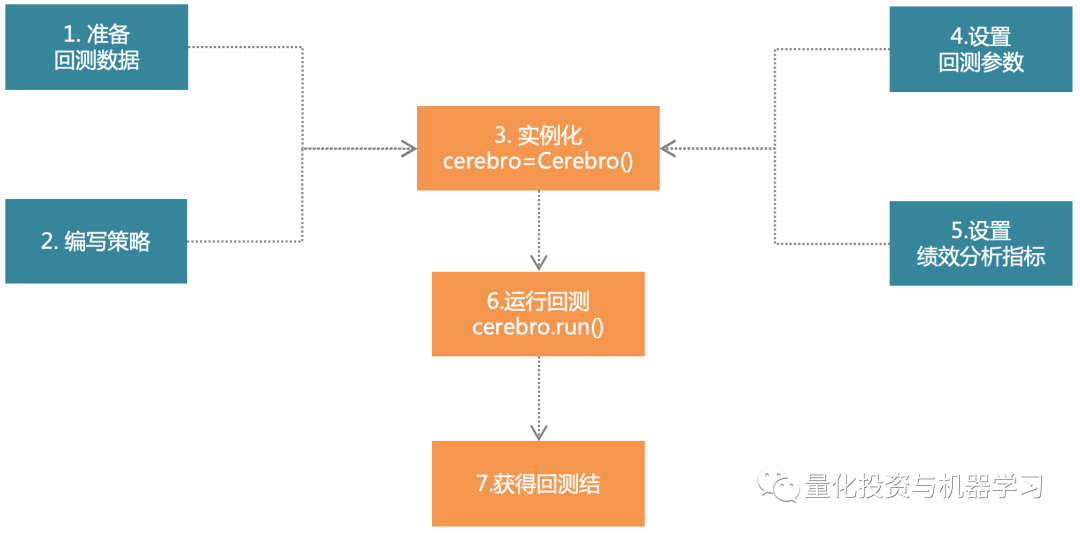 1. 准备
回测数据
2. 编写策略
3. 实例化
cerebro=Cerebro()
4.设置
回测参数
5.设置
绩效分析指标
6.运行回测
cerebro.run()
7.获得回测结
量化投资与机器学习